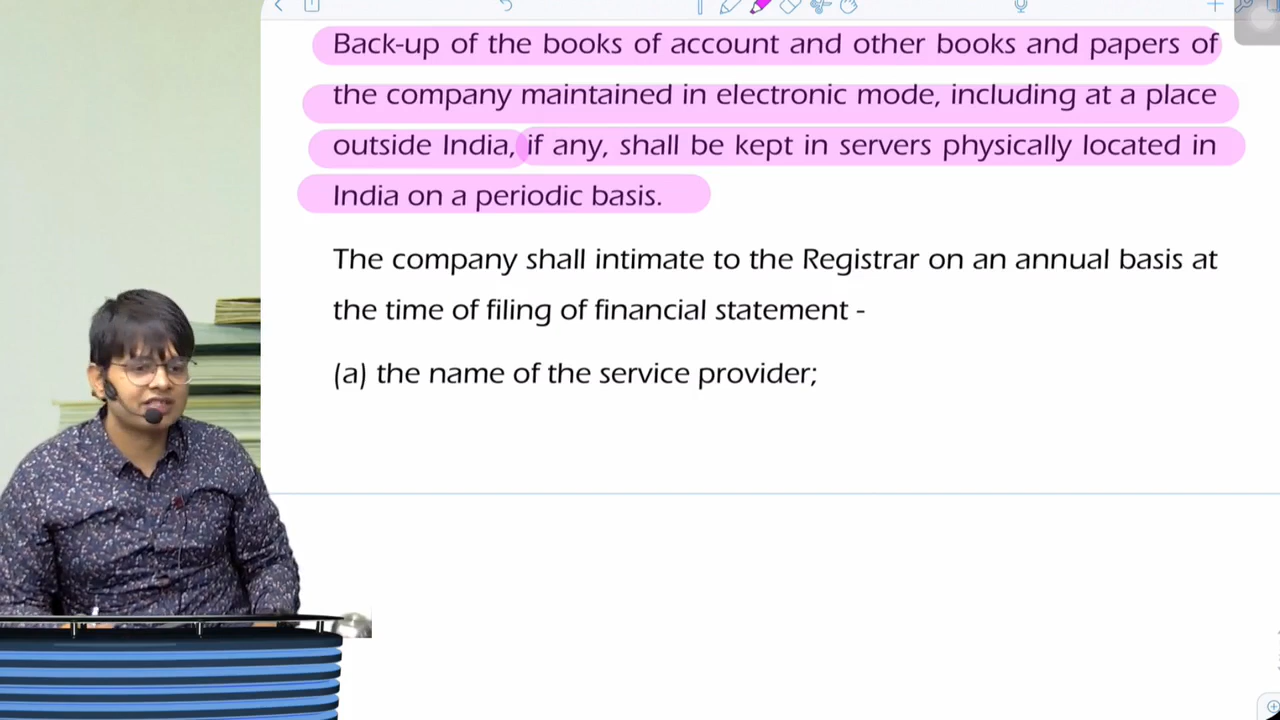 Back-up of the books of account and other books and papers of
the company maintained in electronic mode, including at a place
outside India, if any, shall be kept in servers physically located in
India on a periodic basis.
The company shall intimate to the Registrar on an annual basis at
the time of filing of financial statement -
(a) the name of the service provider;